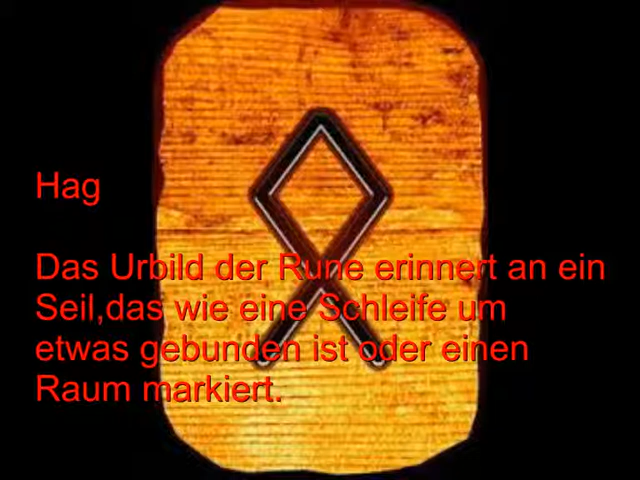 Hag
Das Urbild der Rune erinnert an ein
Seil,das wie eine Schleife um
etwas gebunden ist oder einen
Raum markiert.